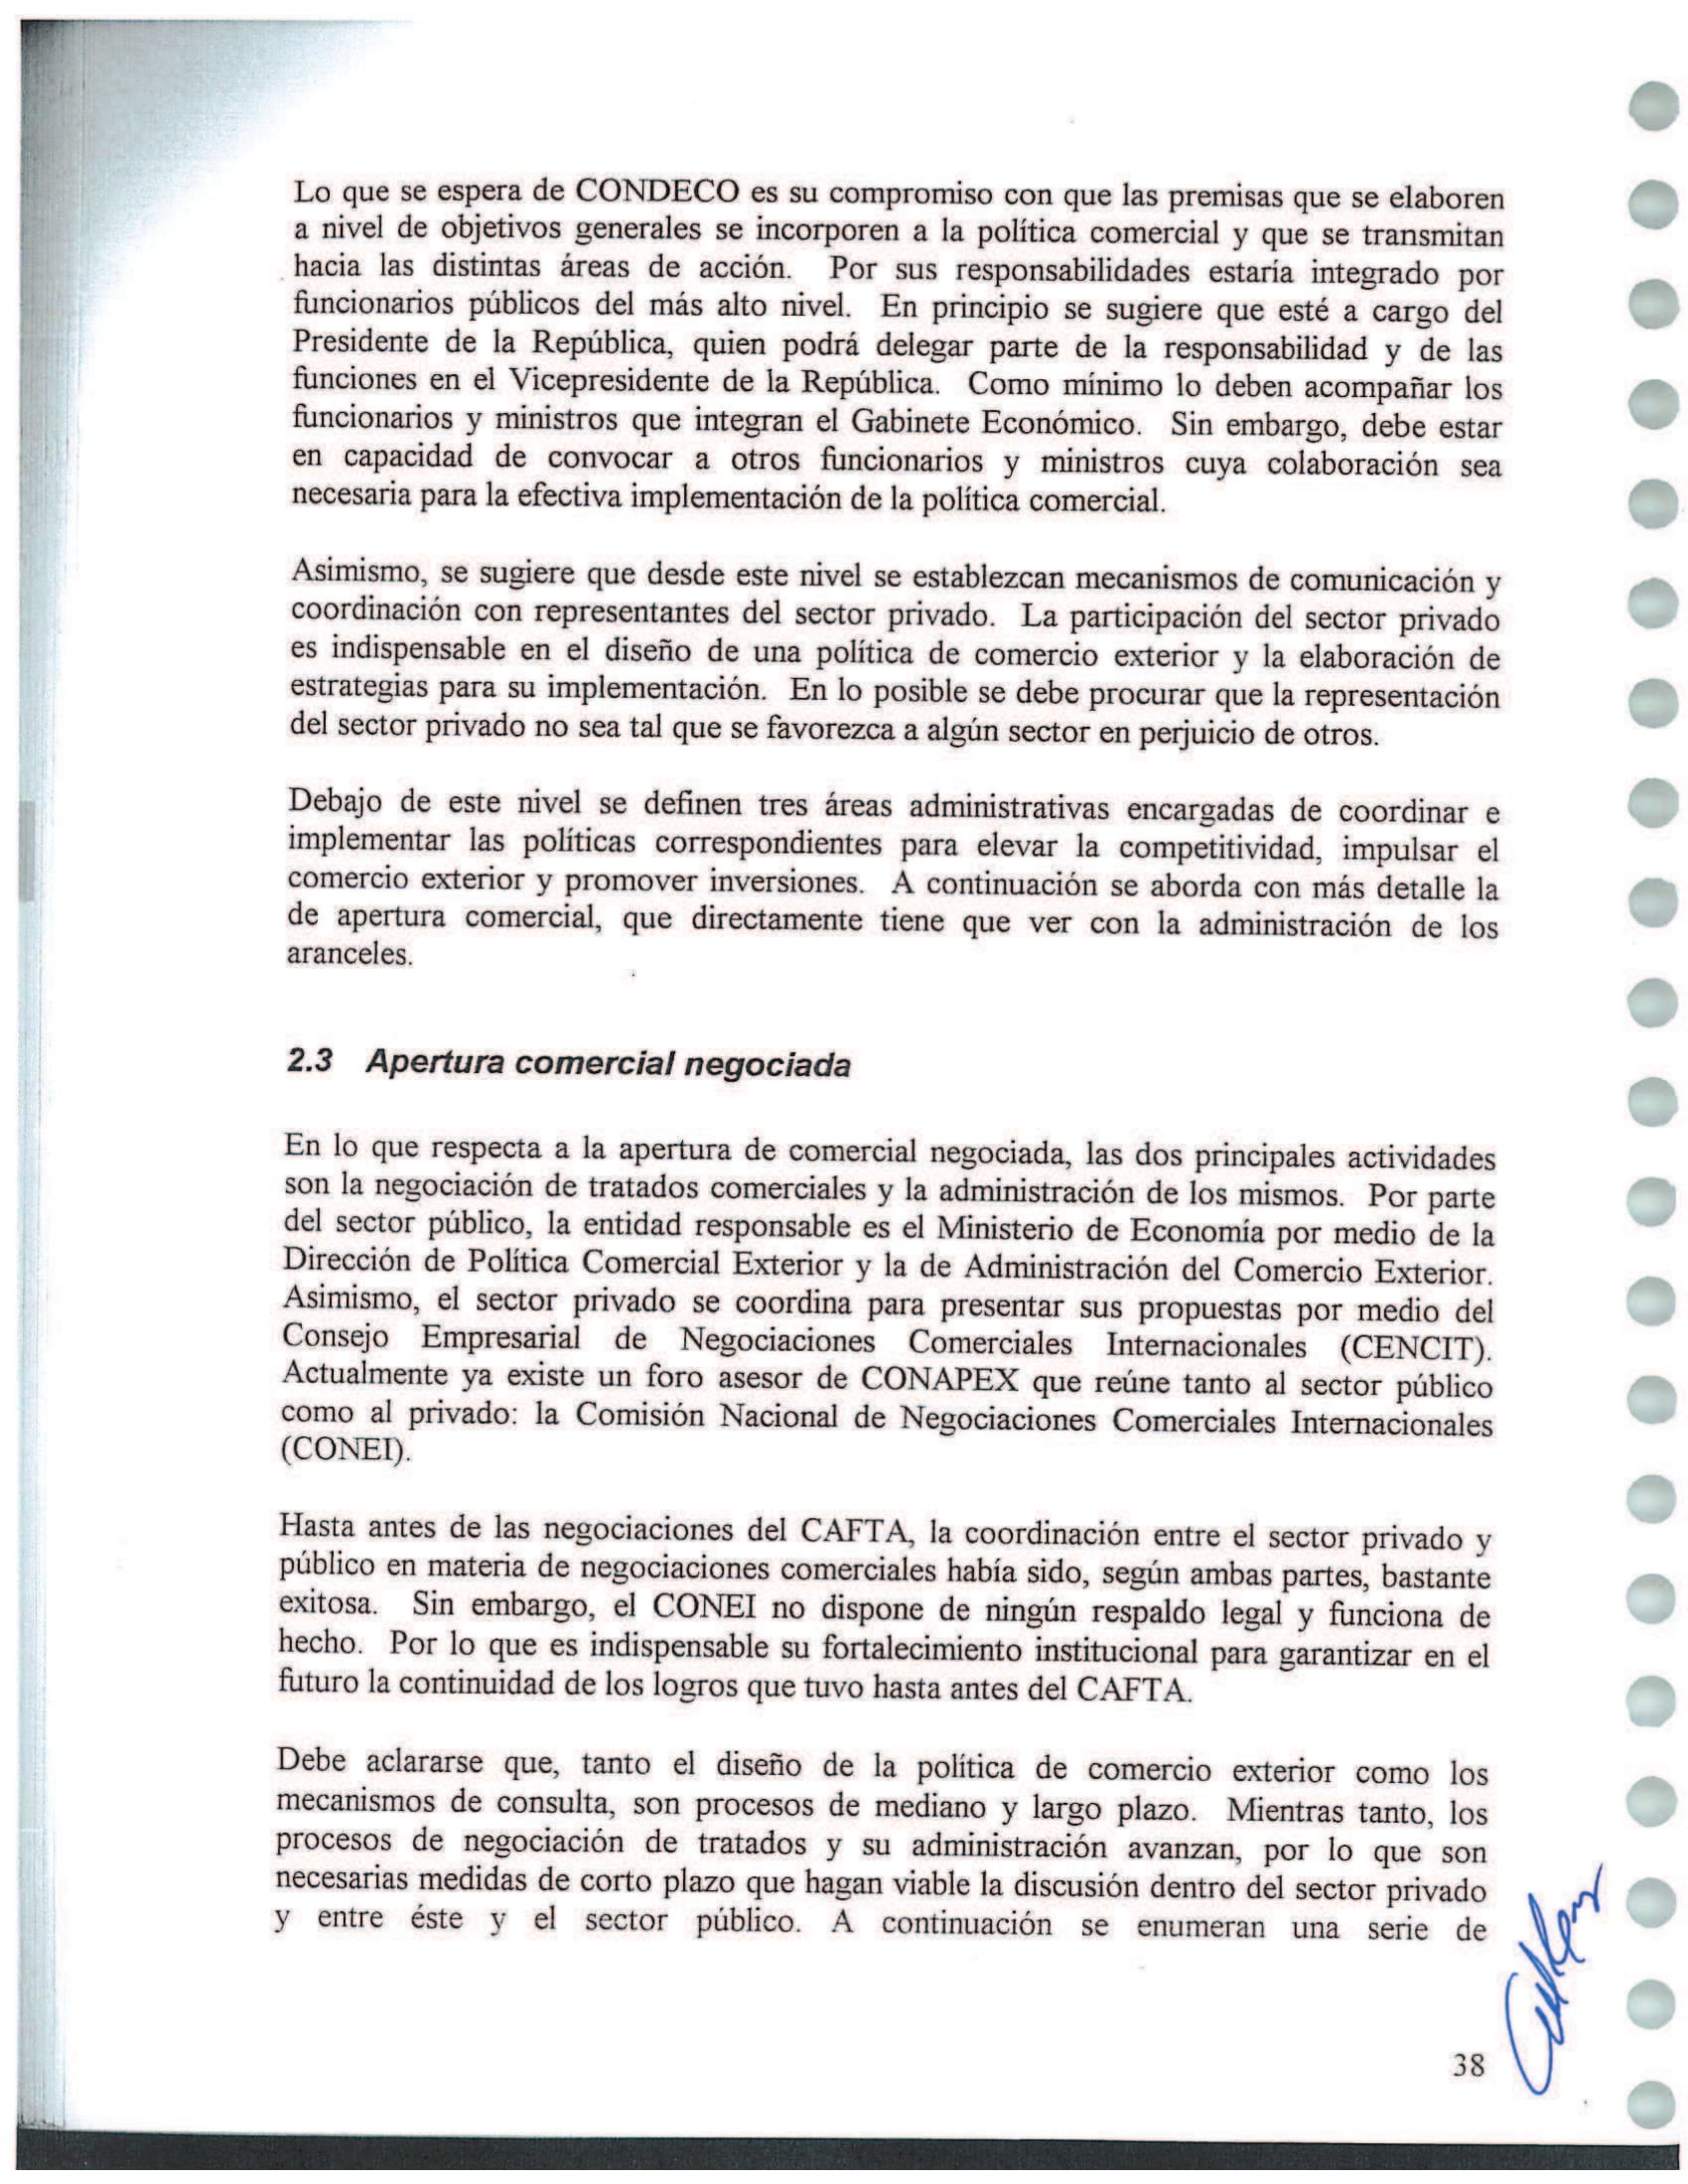 Lo que se espera de CONDECO es su compromiso con que las premisas que se elaboren
a nivel de objetivos generales se incorporen a la política comercial y que se transmitan
hacia las distintas áreas de acción. Por sus responsabilidades estaría integrado por
funcionarios públicos del más alto nivel. En principio se sugiere que esté a cargo del
Presidente de la República, quien podrá delegar parte de la responsabilidad y de las
funciones en el Vicepresidente de la República. Como mínimo lo deben acompañar los
funcionarios y ministros que integran el Gabinete Económico. Sin embargo, debe estar
en capacidad de convocar a otros funcionarios y ministros cuya colaboración sea
necesaria para la efectiva implementación de la política comercial.
Asimismo, se sugiere que desde este nivel se establezcan mecanismos de comunicación y
coordinación con representantes del sector privado. La participación del sector privado
es indispensable en el diseño de una política de comercio exterior y la elaboración de
estrategias para su implementación. En lo posible se debe procurar que la representación
del sector privado no sea tal que se favorezca a algún sector en perjuicio de otros.
Debajo de este nivel se definen tres áreas administrativas encargadas de coordinar e
implementar las políticas correspondientes para elevar la competitividad, impulsar el
comercio exterior y promover inversiones. A continuación se aborda con más detalle la
de apertura comercial, que directamente tiene que ver con la administración de los
aranceles.
2.3 Apertura comercial negociada
En lo que respecta a la apertura de comercial negociada, las dos principales actividades
son la negociación de tratados comerciales y la administración de los mismos. Por parte
del sector público, la entidad responsable es el Ministerio de Economía por medio de la
Dirección de Política Comercial Exterior y la de Administración del Comercio Exterior.
Asimismo, el sector privado se coordina para presentar sus propuestas por medio del
Consejo Empresarial de Negociaciones Comerciales Internacionales (CENCIT).
Actualmente ya existe un foro asesor de CONAPEX que reúne tanto al sector público
como al privado: la Comisión Nacional de Negociaciones Comerciales Internacionales
(CONEI).
Hasta antes de las negociaciones del CAFTA, la coordinación entre el sector privado y
público en materia de negociaciones comerciales había sido, según ambas partes, bastante
exitosa. Sin embargo, el CONEI no dispone de ningún respaldo legal y funciona de
hecho. Por lo que es indispensable su fortalecimiento institucional para garantizar en el
futuro la continuidad de los logros que tuvo hasta antes del CAFTA.
Debe aclararse que, tanto el diseño de la política de comercio exterior como los
mecanismos de consulta, son procesos de mediano y largo plazo. Mientras tanto, los
procesos de negociación de tratados y su administración avanzan, por lo que son
necesarias medidas de corto plazo que hagan viable la discusión dentro del sector privado
y entre éste y el sector público. A continuación se enumeran una serie de
38